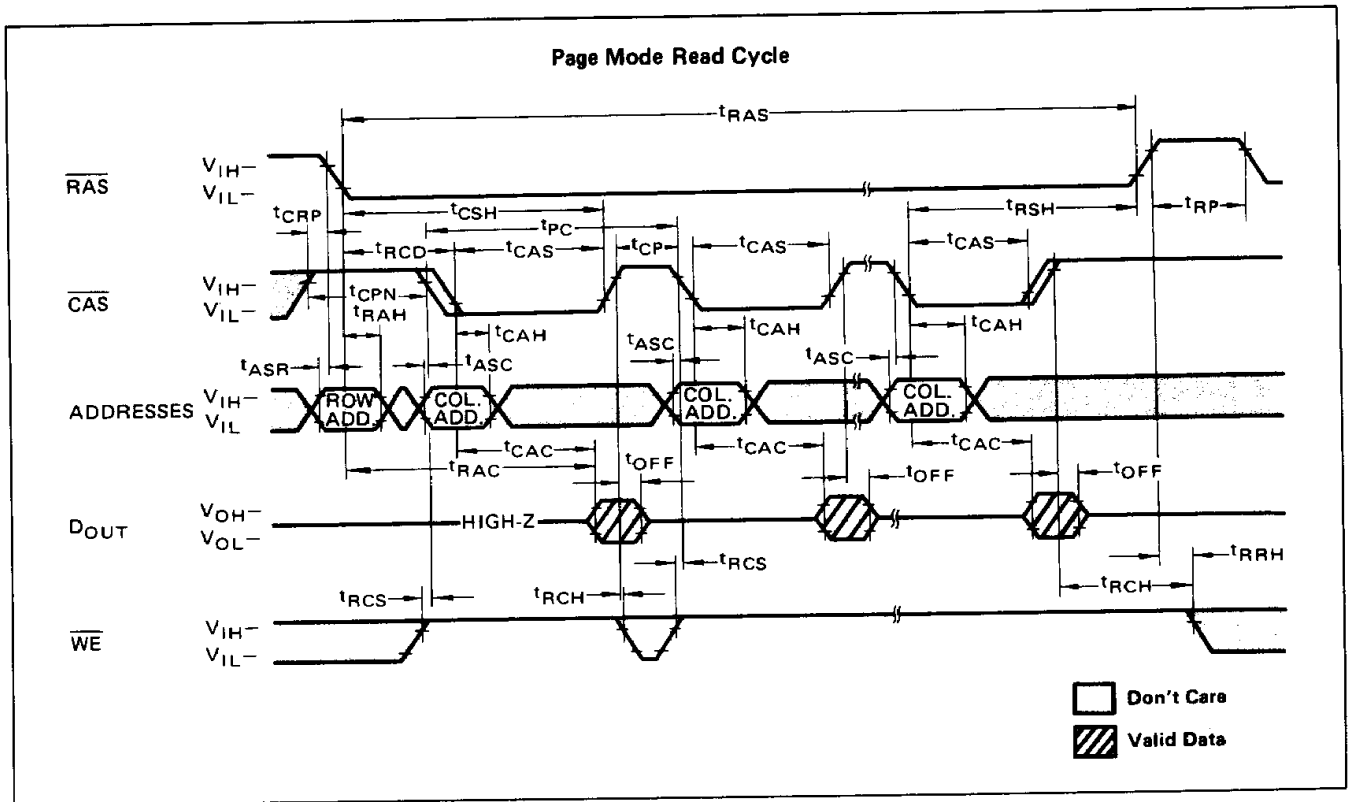 Page Mode Read Cycle
tRAS
RAS VIH–
VIL–
tCRP tCSH tRSH tRP
tPC
tRCD tCAS tCP tCAS tCAS
CAS VIH–
VIL–
tCPN
tRAH tCAH tCAH tCAH
tASR tASC tASC tASC
ADDRESSES VIH–
VIL
ROW ADD. COL. ADD. COL. ADD. COL. ADD.
tCAC tCAC tCAC
tRAC tOFF tOFF tOFF
DOUT VOH–
VOL–
HIGH-Z
tRCS tRRH
tRCS tRCH tRCH
WE VIH–
VIL–
Don't Care
Valid Data